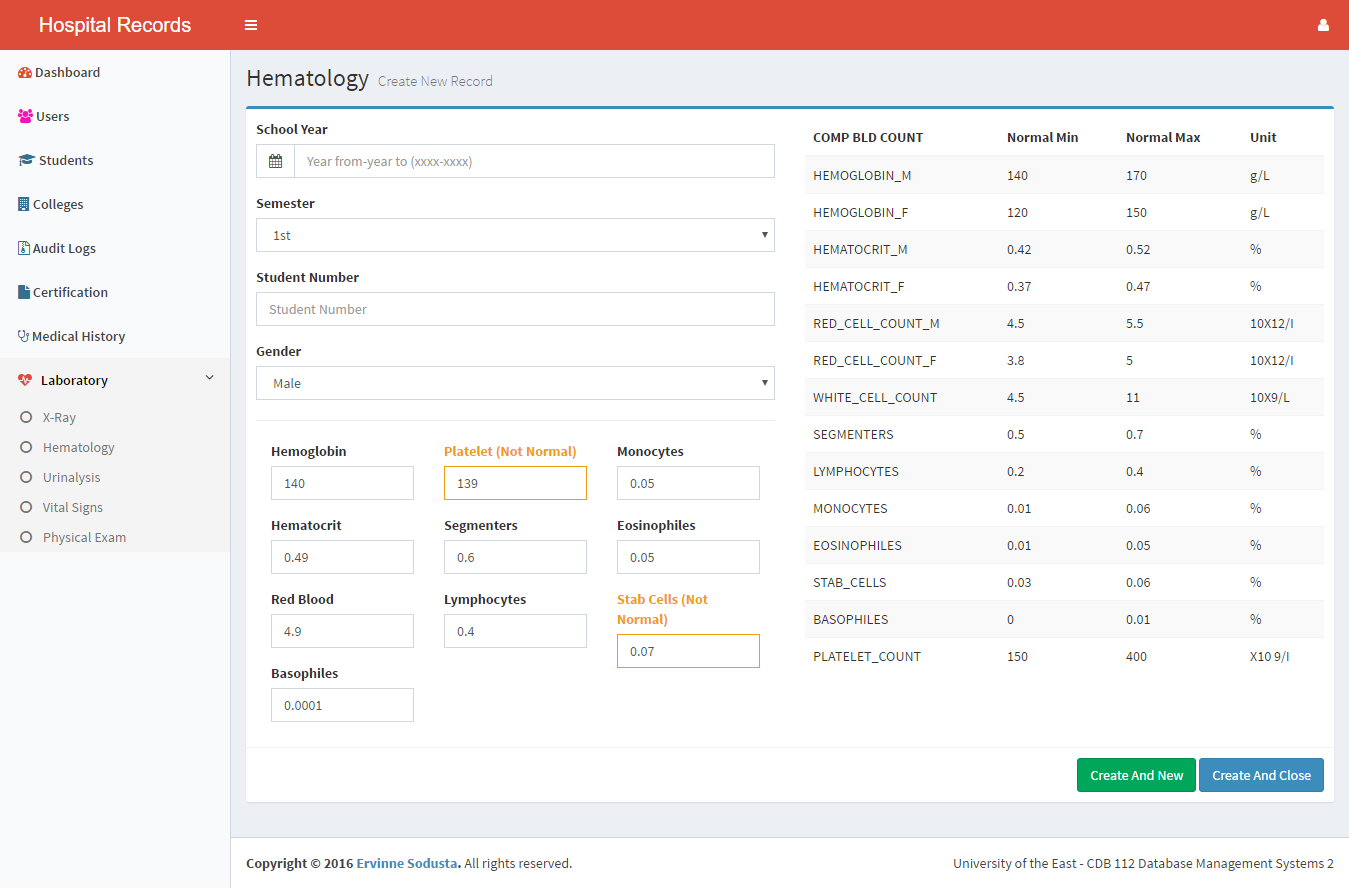 Hospital Records
Dashboard
Users
Students
Colleges
Audit Logs
Certification
Medical History
Laboratory
X-Ray
Hematology
Urinalysis
Vital Signs
Physical Exam
Hematology Create New Record
School Year
Year from-year to (xxxx-xxxx)
Semester
1st
Student Number
Student Number
Gender
Male
Hemoglobin Platelet (Not Normal) Monocytes
140 139 0.05
Hematocrit Segmenters Eosinophiles
0.49 0.6 0.05
Red Blood Lymphocytes Stab Cells (Not
Normal)
4.9 0.4 0.07
Basophiles
0.0001
COMP BLD COUNT Normal Min Normal Max Unit
HEMOGLOBIN_M 140 170 g/L
HEMOGLOBIN_F 120 150 g/L
HEMATOCRIT_M 0.42 0.52 %
HEMATOCRIT_F 0.37 0.47 %
RED_CELL_COUNT_M 4.5 5.5 10X12/l
RED_CELL_COUNT_F 3.8 5 10X12/l
WHITE_CELL_COUNT 4.5 11 10X9/L
SEGMENTERS 0.5 0.7 %
LYMPHOCYTES 0.2 0.4 %
MONOCYTES 0.01 0.06 %
EOSINOPHILES 0.01 0.05 %
STAB_CELLS 0.03 0.06 %
BASOPHILES 0 0.01 %
PLATELET_COUNT 150 400 X10 9/l
Create And New Create And Close
Copyright © 2016 Ervinne Sodusta. All rights reserved. University of the East - CDB 112 Database Management Systems 2